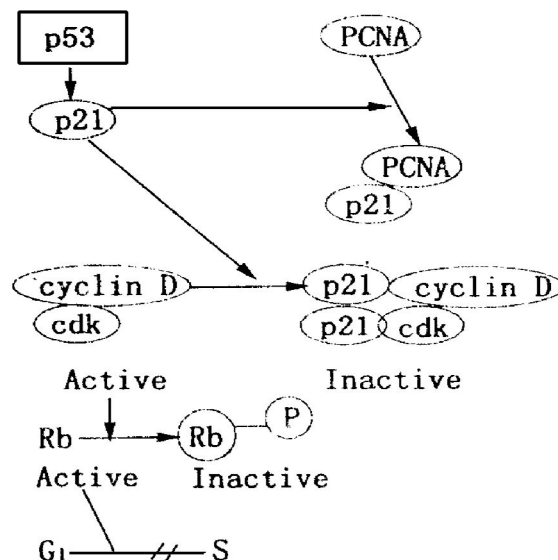 p53 PCNA
p21
PCNA
p21
cyclin D p21 cyclin D
cdk p21 cdk
Active Inactive
Rb Rb P
Active Inactive
G1 S